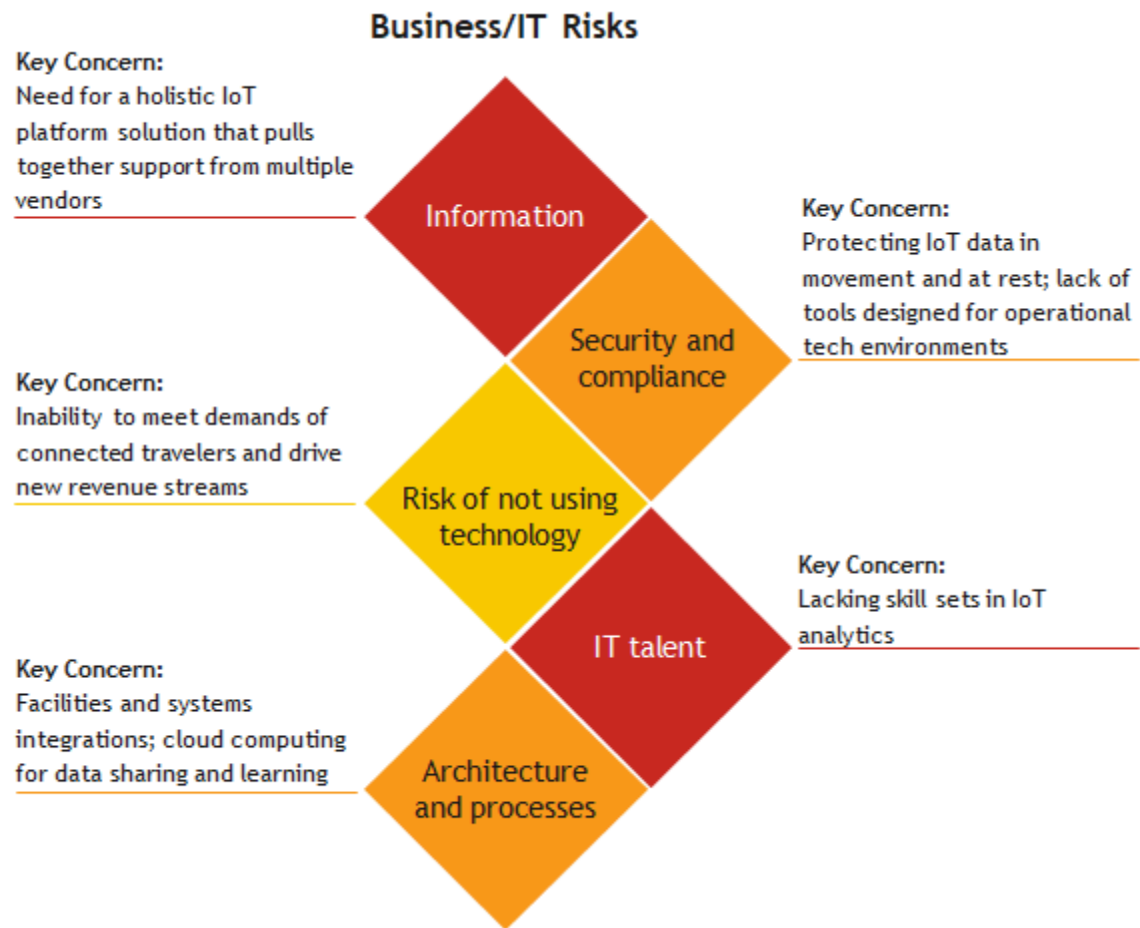 Business/IT Risks
Key Concern:
Need for a holistic IoT
platform solution that pulls
together support from multiple
vendors
Information
Key Concern:
Protecting IoT data in
movement and at rest; lack of
tools designed for operational
tech environments
Security and
compliance
Key Concern:
Inability to meet demands of
connected travelers and drive
new revenue streams
Risk of not using
technology
Key Concern:
Lacking skill sets in IoT
analytics
IT talent
Key Concern:
Facilities and systems
integrations; cloud computing
for data sharing and learning
Architecture
and processes